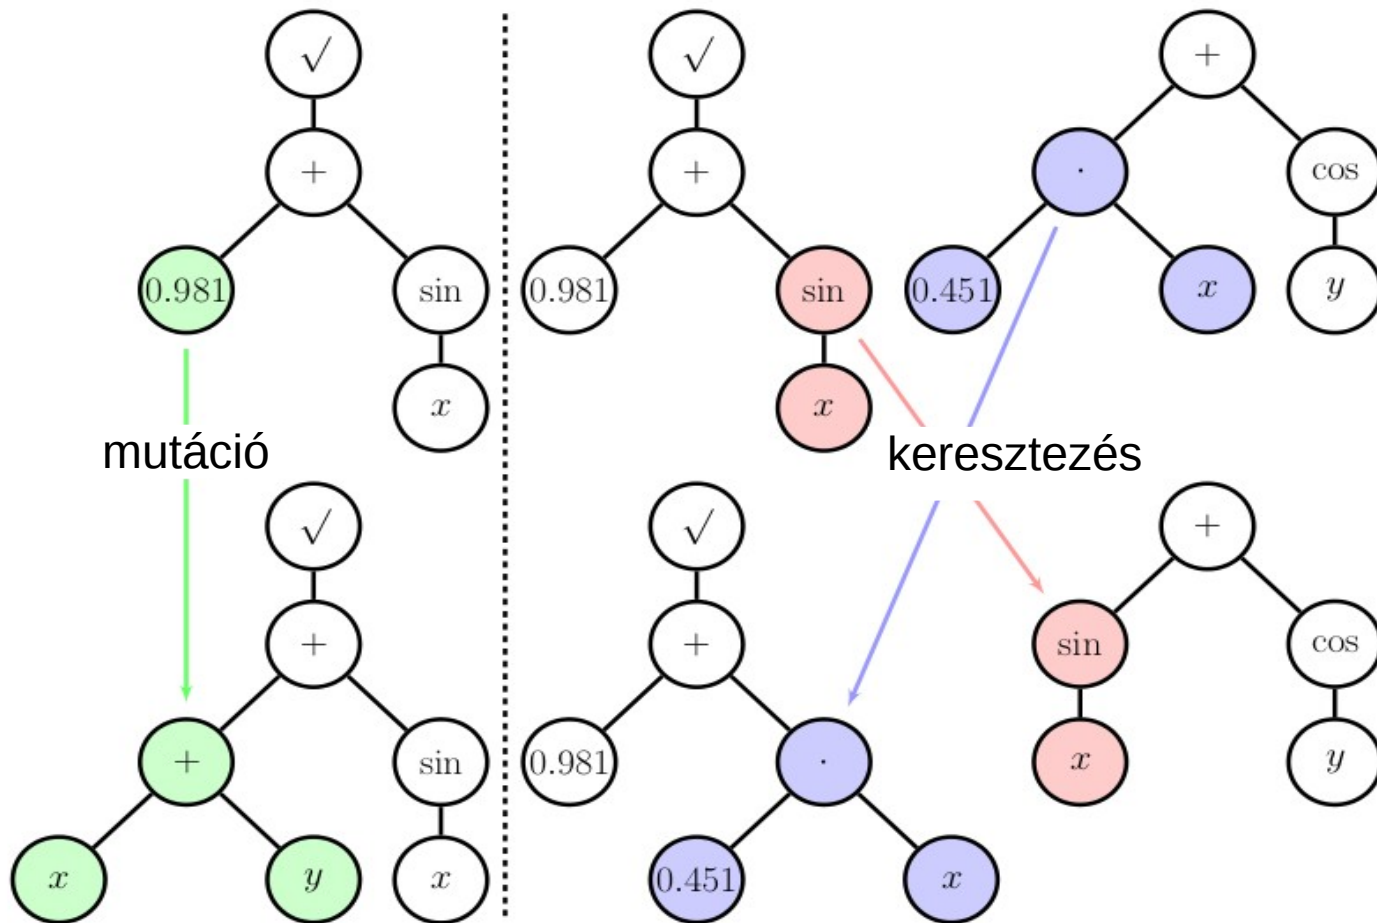 √ √ +
+ + · cos
0.981 sin 0.981 sin 0.451 x y
x x
mutáció keresztezés
√ √ +
+ + sin cos
+ sin 0.981 · x y
x y x 0.451 x